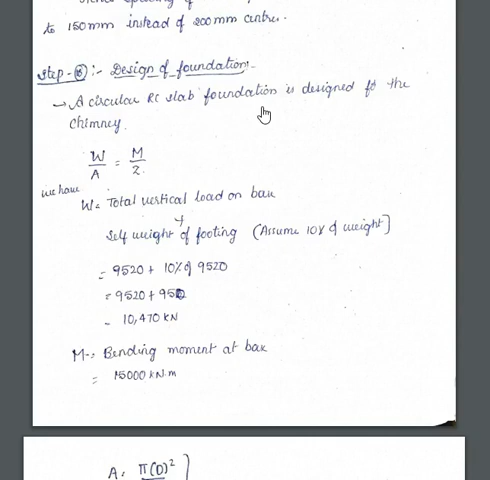 to 150mm instead of 200mm centre..
Step-⑧:- Design of foundation:-
→ A circular RC slab foundation is designed for the
chimney.
W/A = M/Z
we have
W = Total vertical load on base
+
Self weight of footing (Assume 10% of weight)
= 9520 + 10% of 9520
= 9520 + 950
= 10,470 kN
M -: Bending moment at base
= 15000 kN.m
A = π(D)²